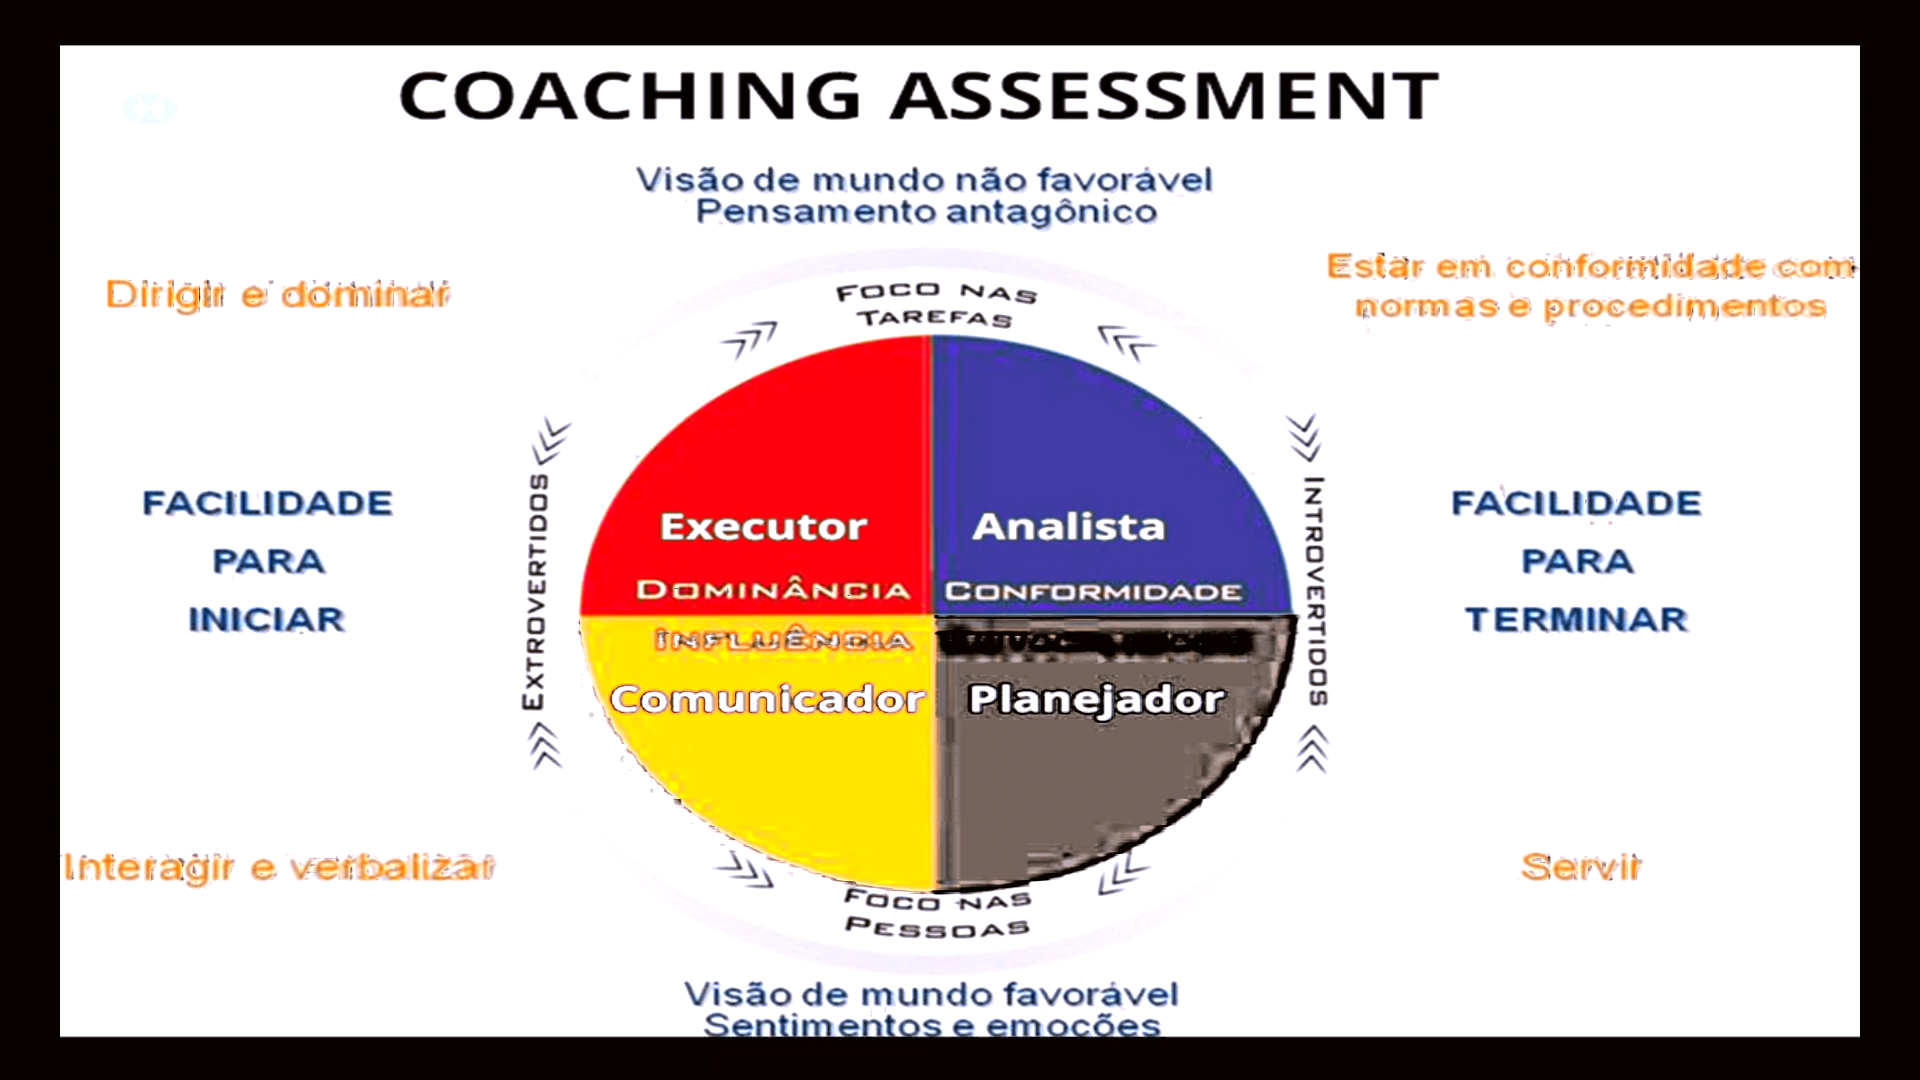 COACHING ASSESSMENT
Visão de mundo não favorável
Pensamento antagônico
Dirigir e dominar
Estar em conformidade com
normas e procedimentos
FOCO NAS
TAREFAS
FACILIDADE
PARA
INICIAR
EXTROVERTIDOS
Executor
DOMINÂNCIA
Analista
CONFORMIDADE
INFLUÊNCIA
Comunicador
Planejador
INTROVERTIDOS
FACILIDADE
PARA
TERMINAR
Interagir e verbalizar
Servir
FOCO NAS
PESSOAS
Visão de mundo favorável
Sentimentos e emoções